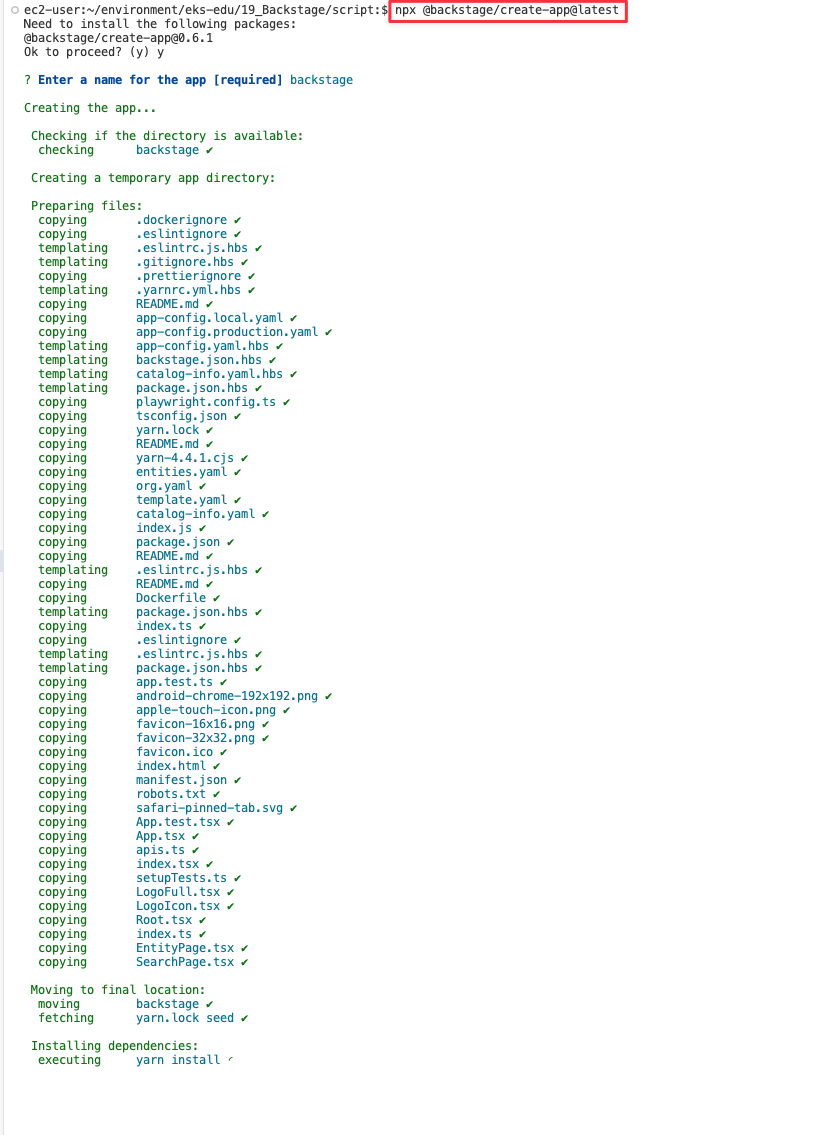 ec2-user:~/environment/eks-edu/19_Backstage/script:$ npx @backstage/create-app@latest
Need to install the following packages:
@backstage/create-app@0.6.1
Ok to proceed? (y) y
? Enter a name for the app [required] backstage
Creating the app...
Checking if the directory is available:
checking backstage ✔
Creating a temporary app directory:
Preparing files:
copying .dockerignore ✔
copying .eslintignore ✔
templating .eslintrc.js.hbs ✔
templating .gitignore.hbs ✔
copying .prettierignore ✔
templating .yarnrc.yml.hbs ✔
copying README.md ✔
copying app-config.local.yaml ✔
copying app-config.production.yaml ✔
templating app-config.yaml.hbs ✔
templating backstage.json.hbs ✔
templating catalog-info.yaml.hbs ✔
templating package.json.hbs ✔
copying playwright.config.ts ✔
copying tsconfig.json ✔
copying yarn.lock ✔
copying README.md ✔
copying yarn-4.4.1.cjs ✔
copying entities.yaml ✔
copying org.yaml ✔
copying template.yaml ✔
copying catalog-info.yaml ✔
copying index.js ✔
copying package.json ✔
copying README.md ✔
templating .eslintrc.js.hbs ✔
copying README.md ✔
copying Dockerfile ✔
templating package.json.hbs ✔
copying index.ts ✔
copying .eslintignore ✔
templating .eslintrc.js.hbs ✔
templating package.json.hbs ✔
copying app.test.ts ✔
copying android-chrome-192x192.png ✔
copying apple-touch-icon.png ✔
copying favicon-16x16.png ✔
copying favicon-32x32.png ✔
copying favicon.ico ✔
copying index.html ✔
copying manifest.json ✔
copying robots.txt ✔
copying safari-pinned-tab.svg ✔
copying App.test.tsx ✔
copying App.tsx ✔
copying apis.ts ✔
copying index.tsx ✔
copying setupTests.ts ✔
copying LogoFull.tsx ✔
copying LogoIcon.tsx ✔
copying Root.tsx ✔
copying index.ts ✔
copying EntityPage.tsx ✔
copying SearchPage.tsx ✔
Moving to final location:
moving backstage ✔
fetching yarn.lock seed ✔
Installing dependencies:
executing yarn install ◜